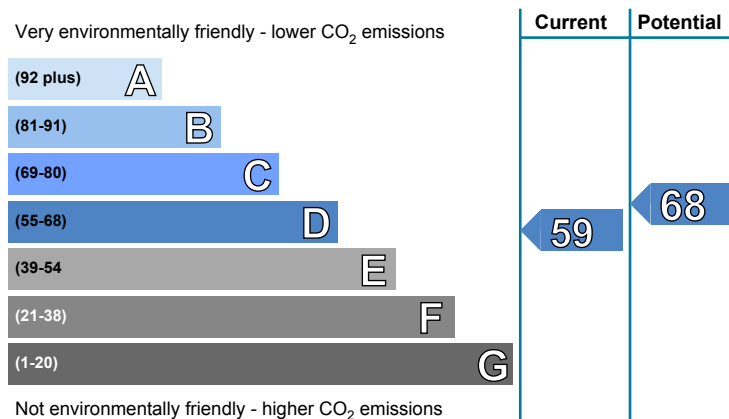 Current Potential
Very environmentally friendly - lower CO2 emissions
(92 plus) A
(81-91) B
(69-80) C
(55-68) D
59
68
(39-54 E
(21-38) F
(1-20) G
Not environmentally friendly - higher CO2 emissions